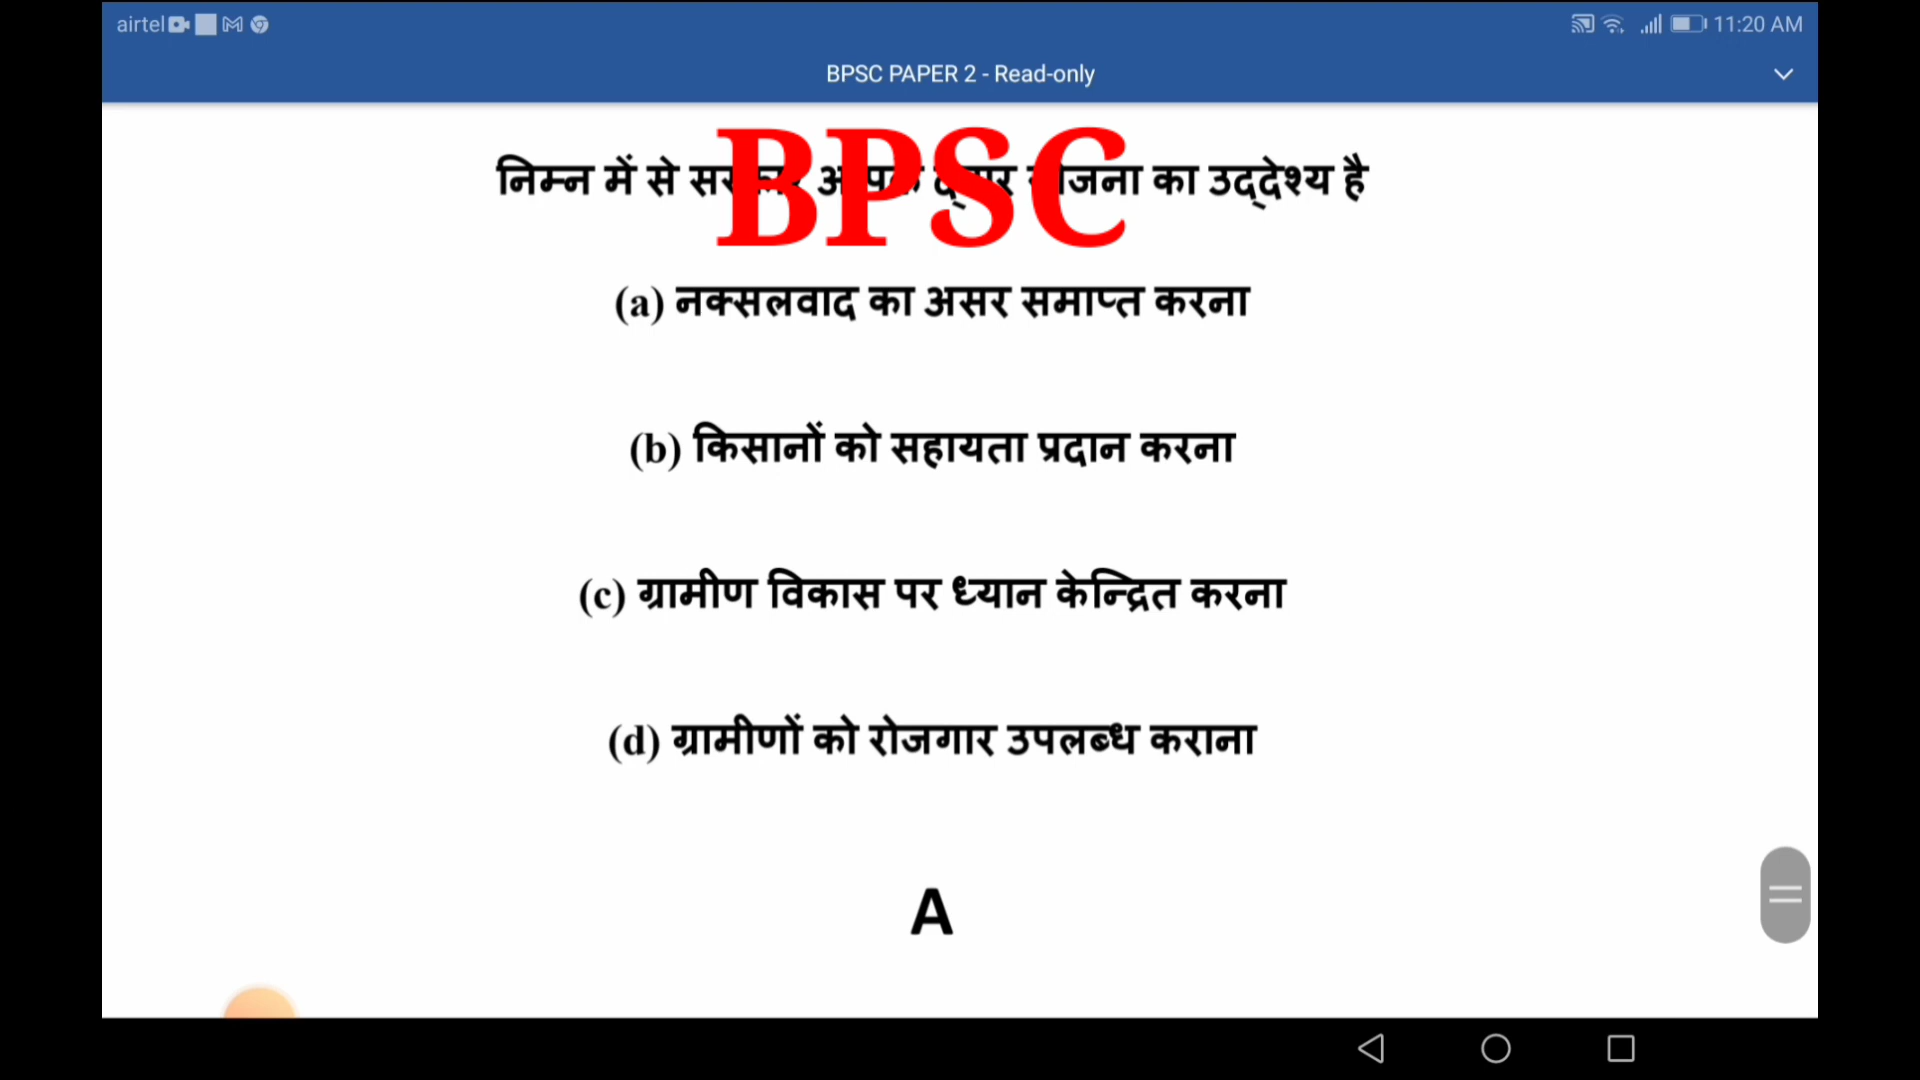 airtel 11:20 AM
BPSC PAPER 2 - Read-only
BPSC
निम्न में से का उद्देश्य है
(a) नक्सलवाद का असर समाप्त करना
(b) किसानों को सहायता प्रदान करना
(c) ग्रामीण विकास पर ध्यान केन्द्रित करना
(d) ग्रामीणों को रोजगार उपलब्ध कराना
A